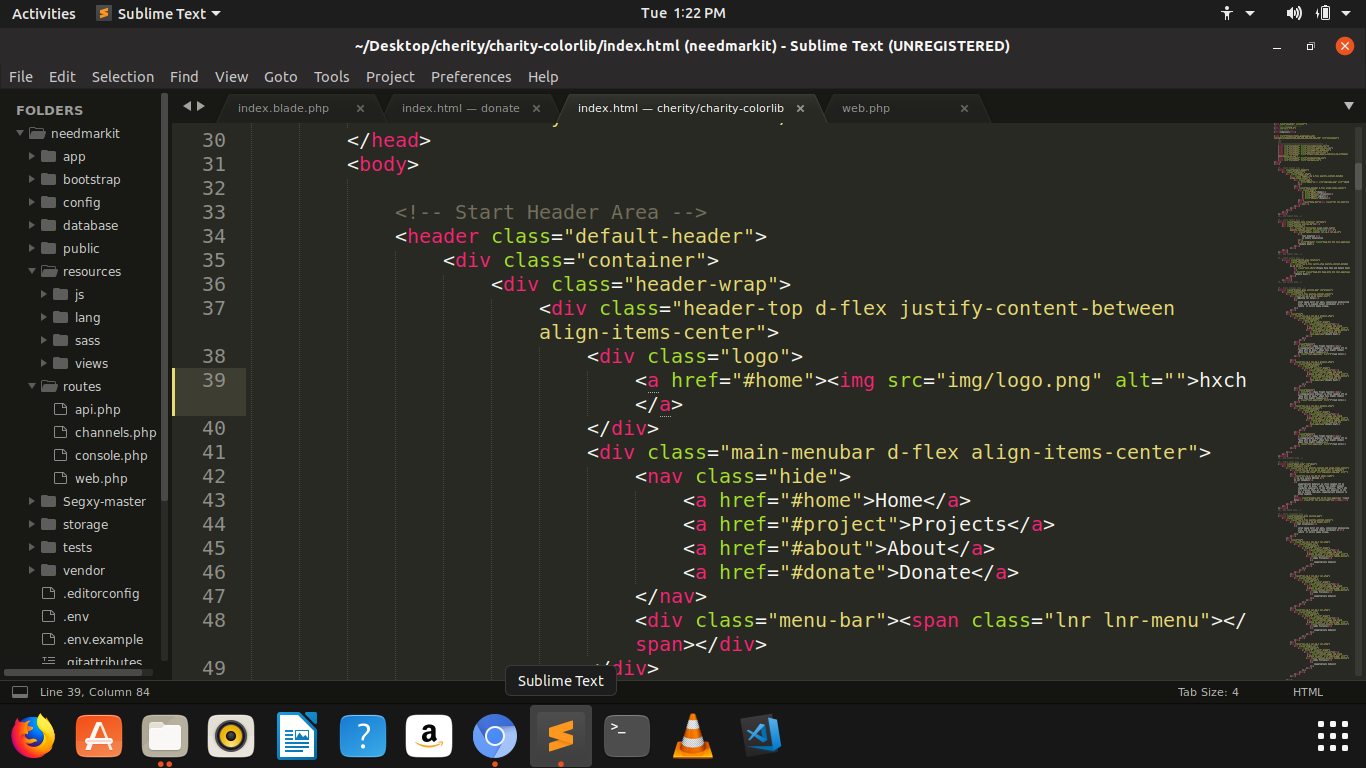 Activities Sublime Text Tue 1:22 PM
~/Desktop/cherity/charity-colorlib/index.html (needmarkit) - Sublime Text (UNREGISTERED)
File Edit Selection Find View Goto Tools Project Preferences Help
FOLDERS
needmarkit
app
bootstrap
config
database
public
resources
js
lang
sass
views
routes
api.php
channels.php
console.php
web.php
Segxy-master
storage
tests
vendor
.editorconfig
.env
.env.example
.gitattributes
index.blade.php index.html — donate index.html — cherity/charity-colorlib web.php
30 </head>
31 <body>
32
33 <!-- Start Header Area -->
34 <header class="default-header">
35 <div class="container">
36 <div class="header-wrap">
37 <div class="header-top d-flex justify-content-between
align-items-center">
38 <div class="logo">
39 <a href="#home"><img src="img/logo.png" alt="">hxch
</a>
40 </div>
41 <div class="main-menubar d-flex align-items-center">
42 <nav class="hide">
43 <a href="#home">Home</a>
44 <a href="#project">Projects</a>
45 <a href="#about">About</a>
46 <a href="#donate">Donate</a>
47 </nav>
48 <div class="menu-bar"><span class="lnr lnr-menu"></
span></div>
49 </div>
Sublime Text
Line 39, Column 84 Tab Size: 4 HTML